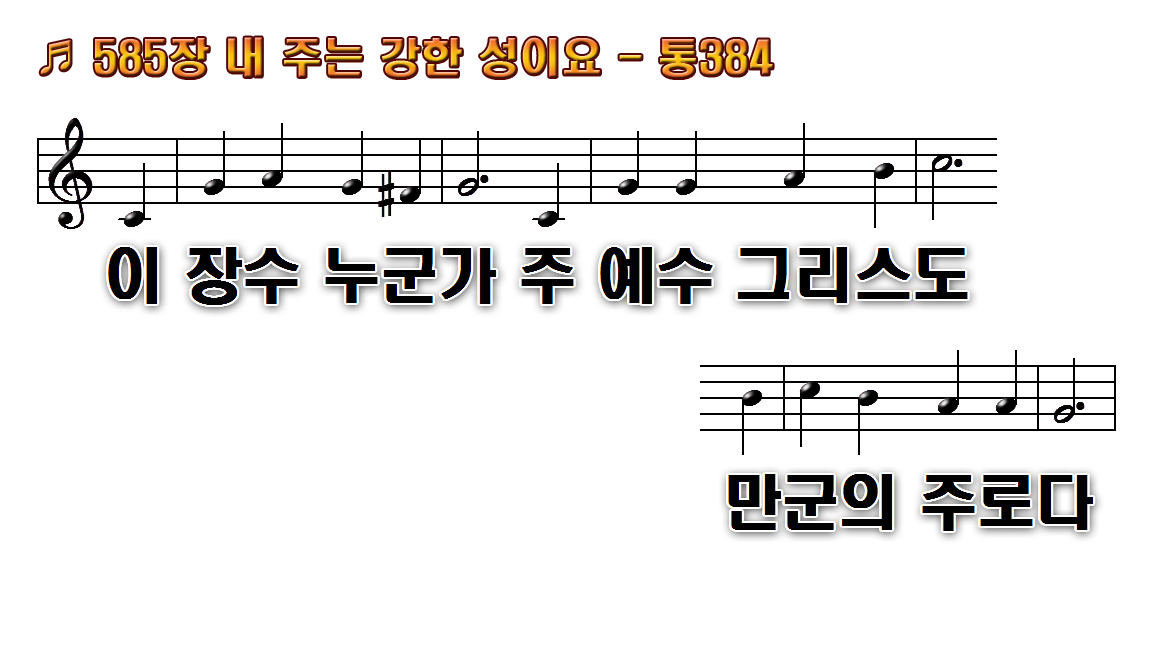 ♬ 585장 내 주는 강한 성이요 - 통384
이 장수 누군가 주 예수 그리스도
만군의 주로다